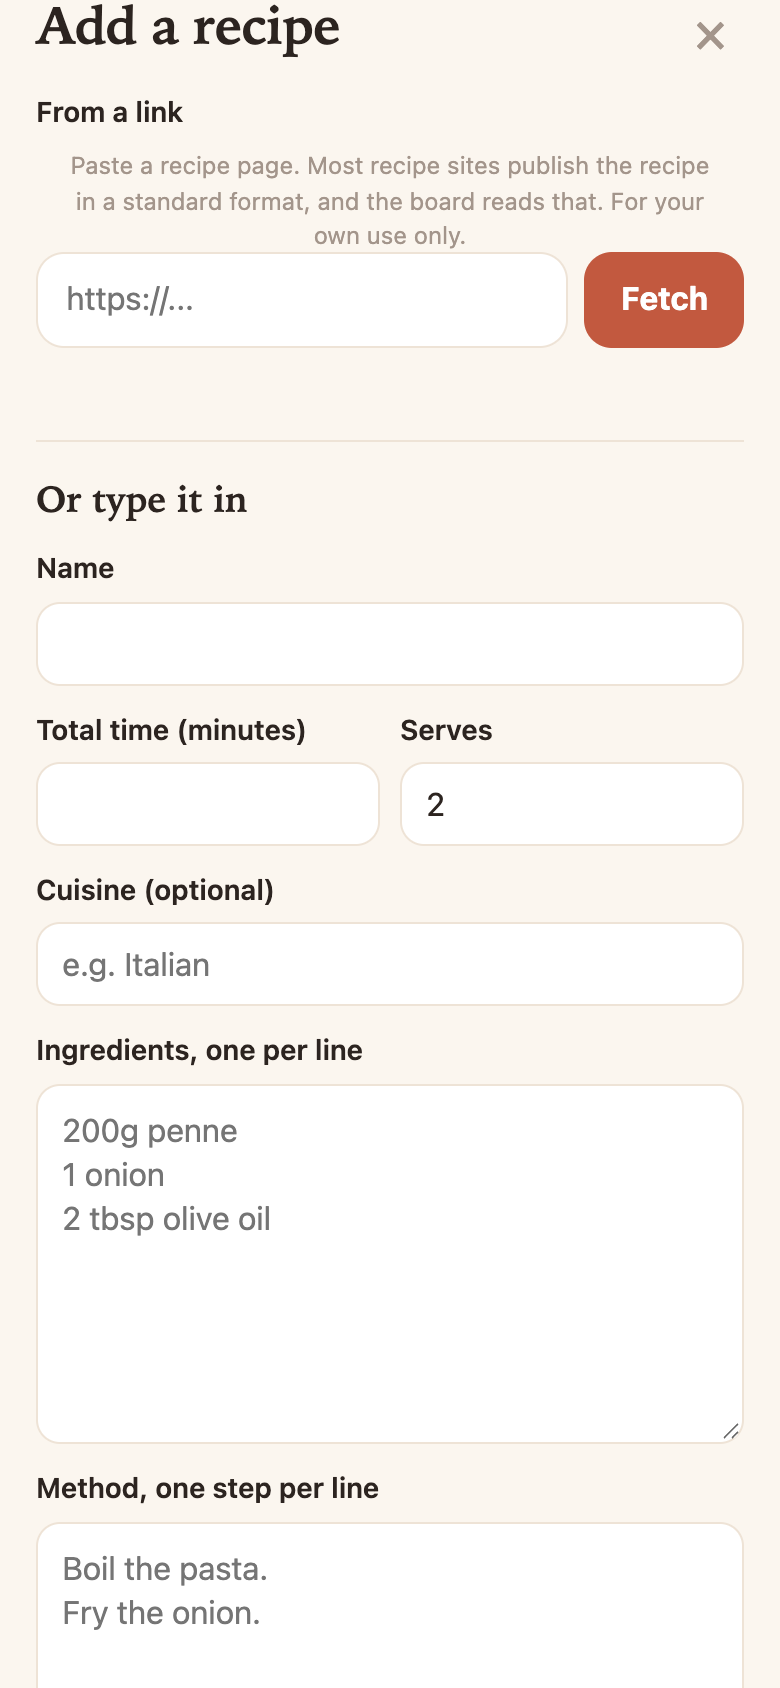 Add a recipe
From a link
Paste a recipe page. Most recipe sites publish the recipe
in a standard format, and the board reads that. For your
own use only.
https://...
Fetch
Or type it in
Name
Total time (minutes)
Serves
2
Cuisine (optional)
e.g. Italian
Ingredients, one per line
200g penne
1 onion
2 tbsp olive oil
Method, one step per line
Boil the pasta.
Fry the onion.